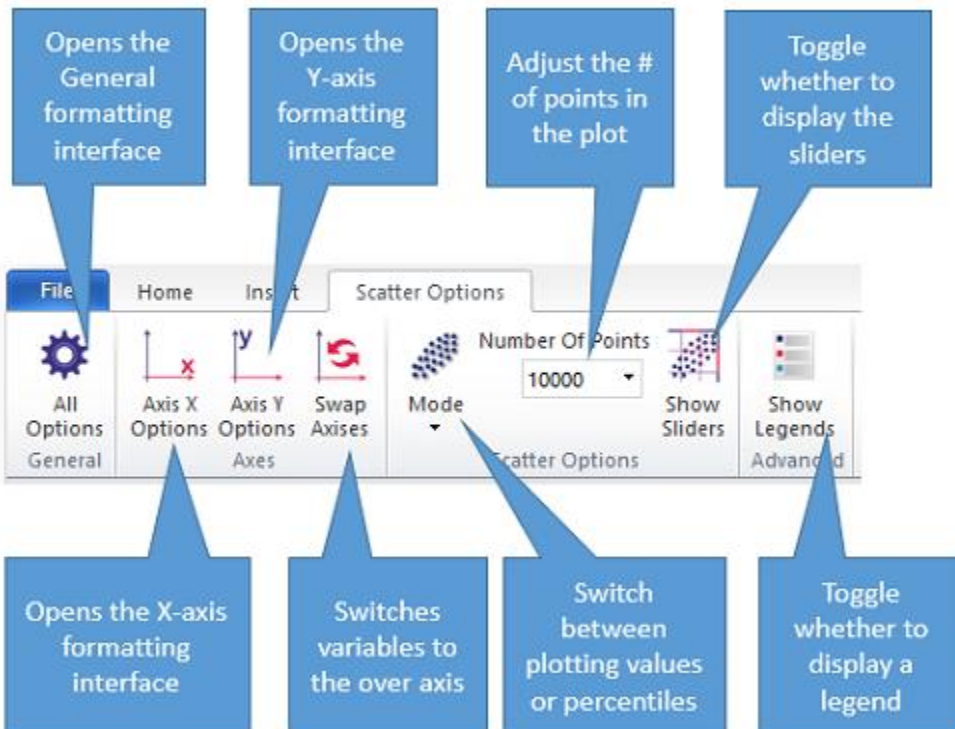 Opens the
General
formatting
interface
Opens the
Y-axis
formatting
interface
Adjust the #
of points in
the plot
Toggle
whether to
display the
sliders
File
Home
Insert
Scatter Options
All
Options
General
Axis X
Options
Axis Y
Options
Swap
Axises
Axes
Mode
Number Of Points
10000
Show
Sliders
Scatter Options
Show
Legends
Advanced
Opens the X-axis
formatting
interface
Switches
variables to
the over axis
Switch
between
plotting values
or percentiles
Toggle
whether to
display a
legend